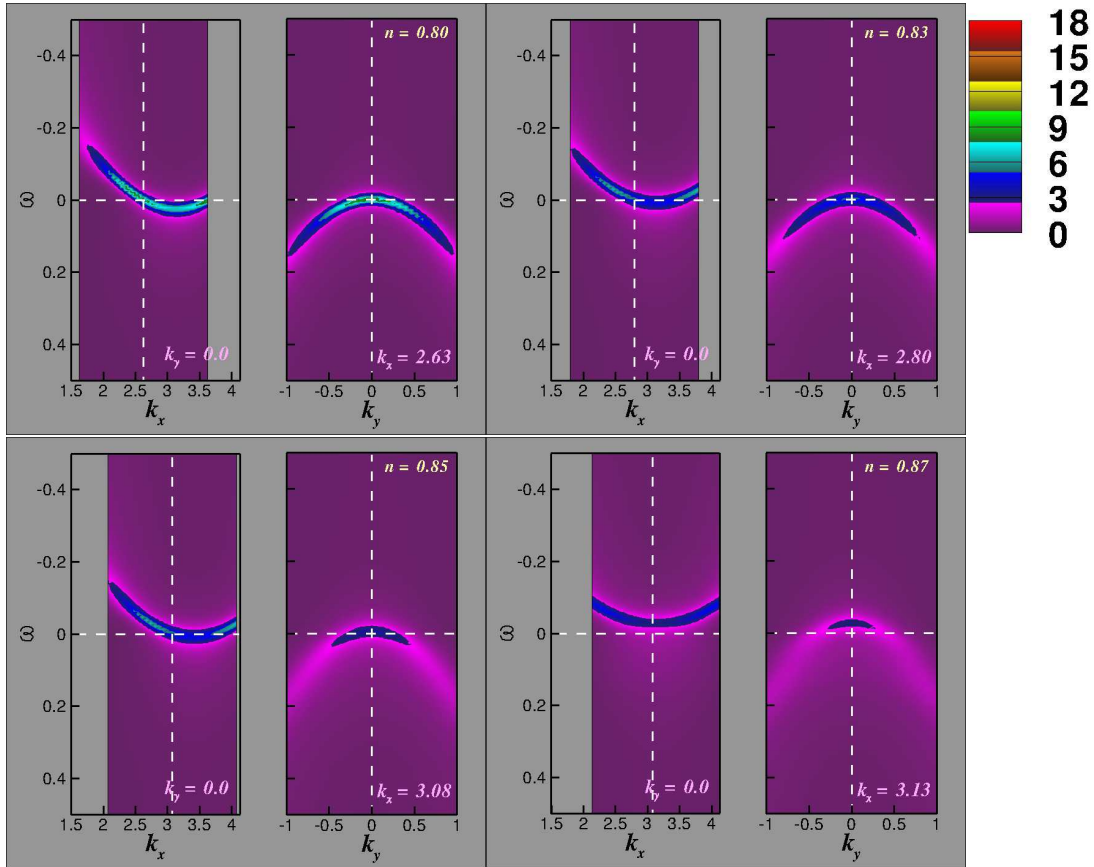 n = 0.80
-0.4
-0.2
0
0.2
0.4
ω
k_y = 0.0
k_x = 2.63
1.5 2 2.5 3 3.5 4
-1 -0.5 0 0.5 1
k_x
k_y
n = 0.83
-0.4
-0.2
0
0.2
0.4
ω
k_y = 0.0
k_x = 2.80
1.5 2 2.5 3 3.5 4
-1 -0.5 0 0.5 1
k_x
k_y
18
15
12
9
6
3
0
n = 0.85
-0.4
-0.2
0
0.2
0.4
ω
k_y = 0.0
k_x = 3.08
1.5 2 2.5 3 3.5 4
-1 -0.5 0 0.5 1
k_x
k_y
n = 0.87
-0.4
-0.2
0
0.2
0.4
ω
k_y = 0.0
k_x = 3.13
1.5 2 2.5 3 3.5 4
-1 -0.5 0 0.5 1
k_x
k_y